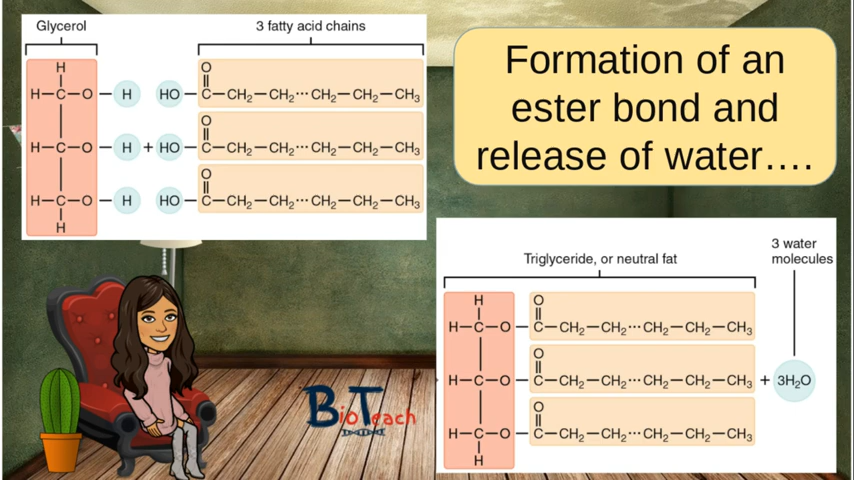 Glycerol
3 fatty acid chains
H
O
H—C—O—H HO—C—CH₂—CH₂···CH₂—CH₂—CH₃
O
H—C—O—H + HO—C—CH₂—CH₂···CH₂—CH₂—CH₃
O
H—C—O—H HO—C—CH₂—CH₂···CH₂—CH₂—CH₃
H
Formation of an
ester bond and
release of water….
3 water
molecules
Triglyceride, or neutral fat
H
O
H—C—O—C—CH₂—CH₂···CH₂—CH₂—CH₃
O
H—C—O—C—CH₂—CH₂···CH₂—CH₂—CH₃ + 3H₂O
O
H—C—O—C—CH₂—CH₂···CH₂—CH₂—CH₃
H
BioTeach